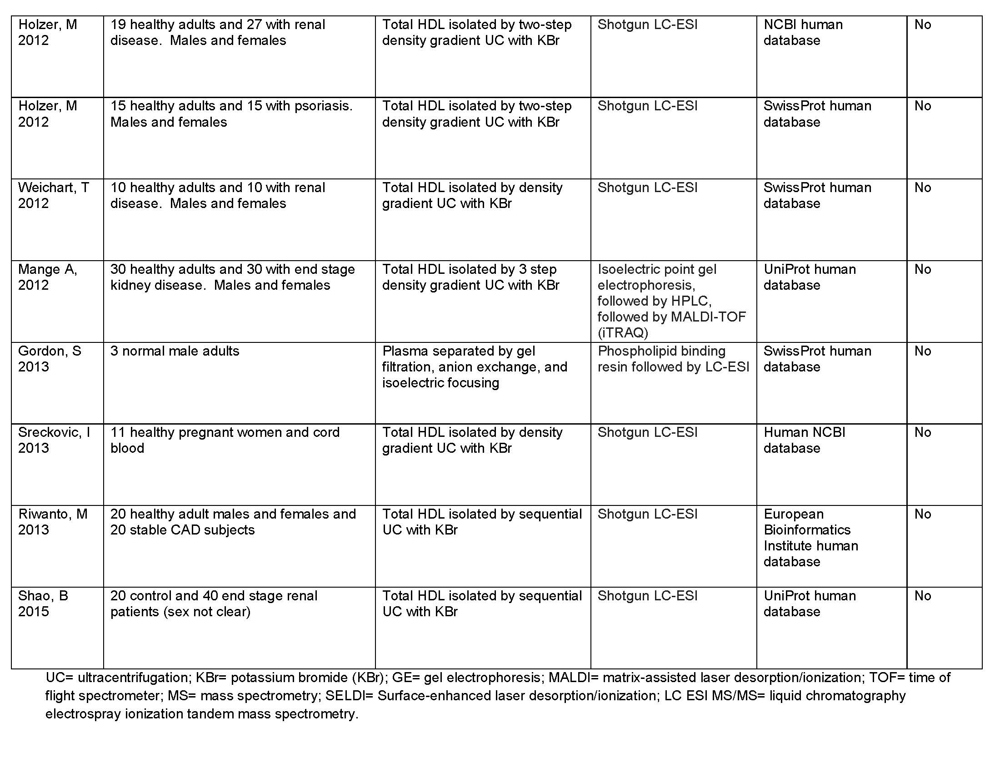 Holzer, M
2012
19 healthy adults and 27 with renal
disease.  Males and females
Total HDL isolated by two-step
density gradient UC with KBr
Shotgun LC-ESI
NCBI human
database
No
Holzer, M
2012
15 healthy adults and 15 with psoriasis.
Males and females
Total HDL isolated by two-step
density gradient UC with KBr
Shotgun LC-ESI
SwissProt human
database
No
Weichart, T
2012
10 healthy adults and 10 with renal
disease.  Males and females
Total HDL isolated by density
gradient UC with KBr
Shotgun LC-ESI
SwissProt human
database
No
Mange A,
2012
30 healthy adults and 30 with end stage
kidney disease.  Males and females
Total HDL isolated by 3 step
density gradient UC with KBr
Isoelectric point gel
electrophoresis,
followed by HPLC,
followed by MALDI-TOF
(iTRAQ)
UniProt human
database
No
Gordon, S
2013
3 normal male adults
Plasma separated by gel
filtration, anion exchange, and
isoelectric focusing
Phospholipid binding
resin followed by LC-ESI
SwissProt human
database
No
Sreckovic, I
2013
11 healthy pregnant women and cord
blood
Total HDL isolated by density
gradient UC with KBr
Shotgun LC-ESI
Human NCBI
database
No
Riwanto, M
2013
20 healthy adult males and females and
20 stable CAD subjects
Total HDL isolated by sequential
UC with KBr
Shotgun LC-ESI
European
Bioinformatics
Institute human
database
No
Shao, B
2015
20 control and 40 end stage renal
patients (sex not clear)
Total HDL isolated by sequential
UC with KBr
Shotgun LC-ESI
UniProt human
database
No
UC= ultracentrifugation; KBr= potassium bromide (KBr); GE= gel electrophoresis; MALDI= matrix-assisted laser desorption/ionization; TOF= time of
flight spectrometer; MS= mass spectrometry; SELDI= Surface-enhanced laser desorption/ionization; LC ESI MS/MS= liquid chromatography
electrospray ionization tandem mass spectrometry.